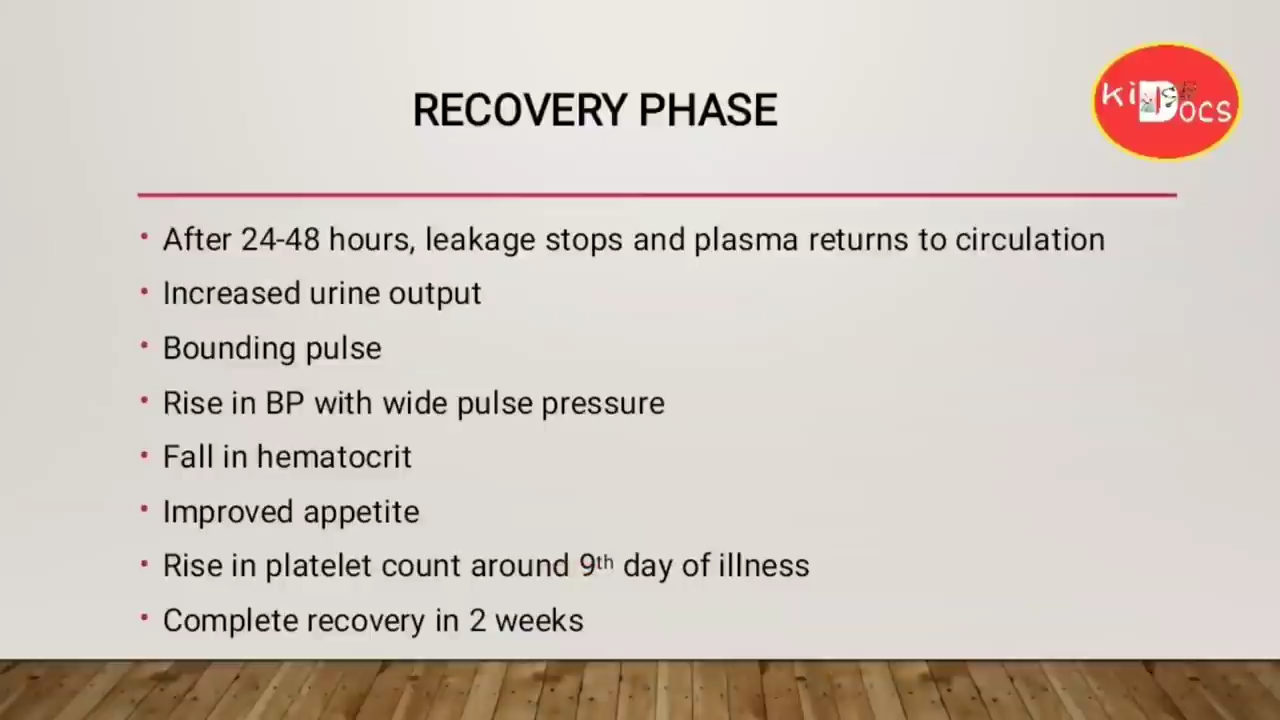 RECOVERY PHASE
KiDocs
• After 24-48 hours, leakage stops and plasma returns to circulation
• Increased urine output
• Bounding pulse
• Rise in BP with wide pulse pressure
• Fall in hematocrit
• Improved appetite
• Rise in platelet count around 9th day of illness
• Complete recovery in 2 weeks